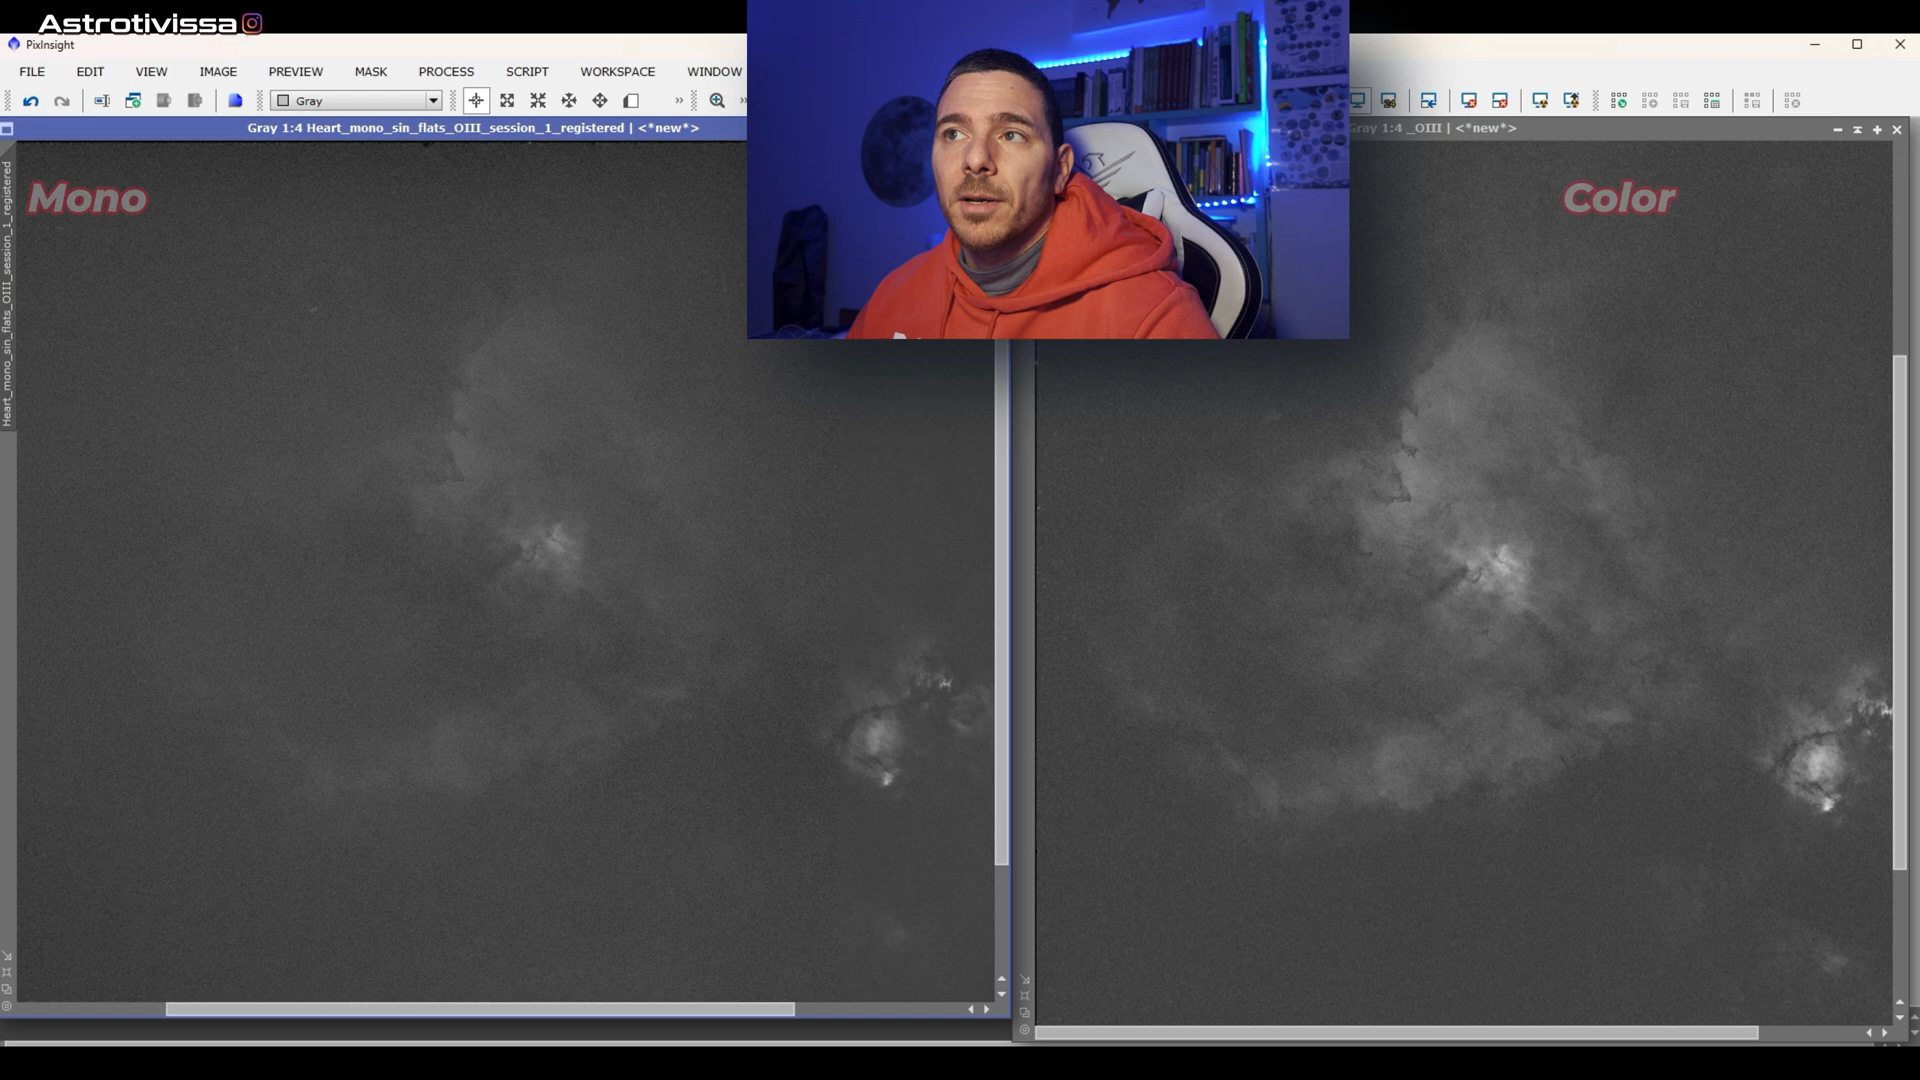 Astrotivissa
PixInsight
FILE EDIT VIEW IMAGE PREVIEW MASK PROCESS SCRIPT WORKSPACE WINDOW
Gray
Gray 1:4 Heart_mono_sin_flats_OIII_session_1_registered | <*new*>
Gray 1:4 _OIII | <*new*>
Heart_mono_sin_flats_OIII_session_1_registered
Mono
Color